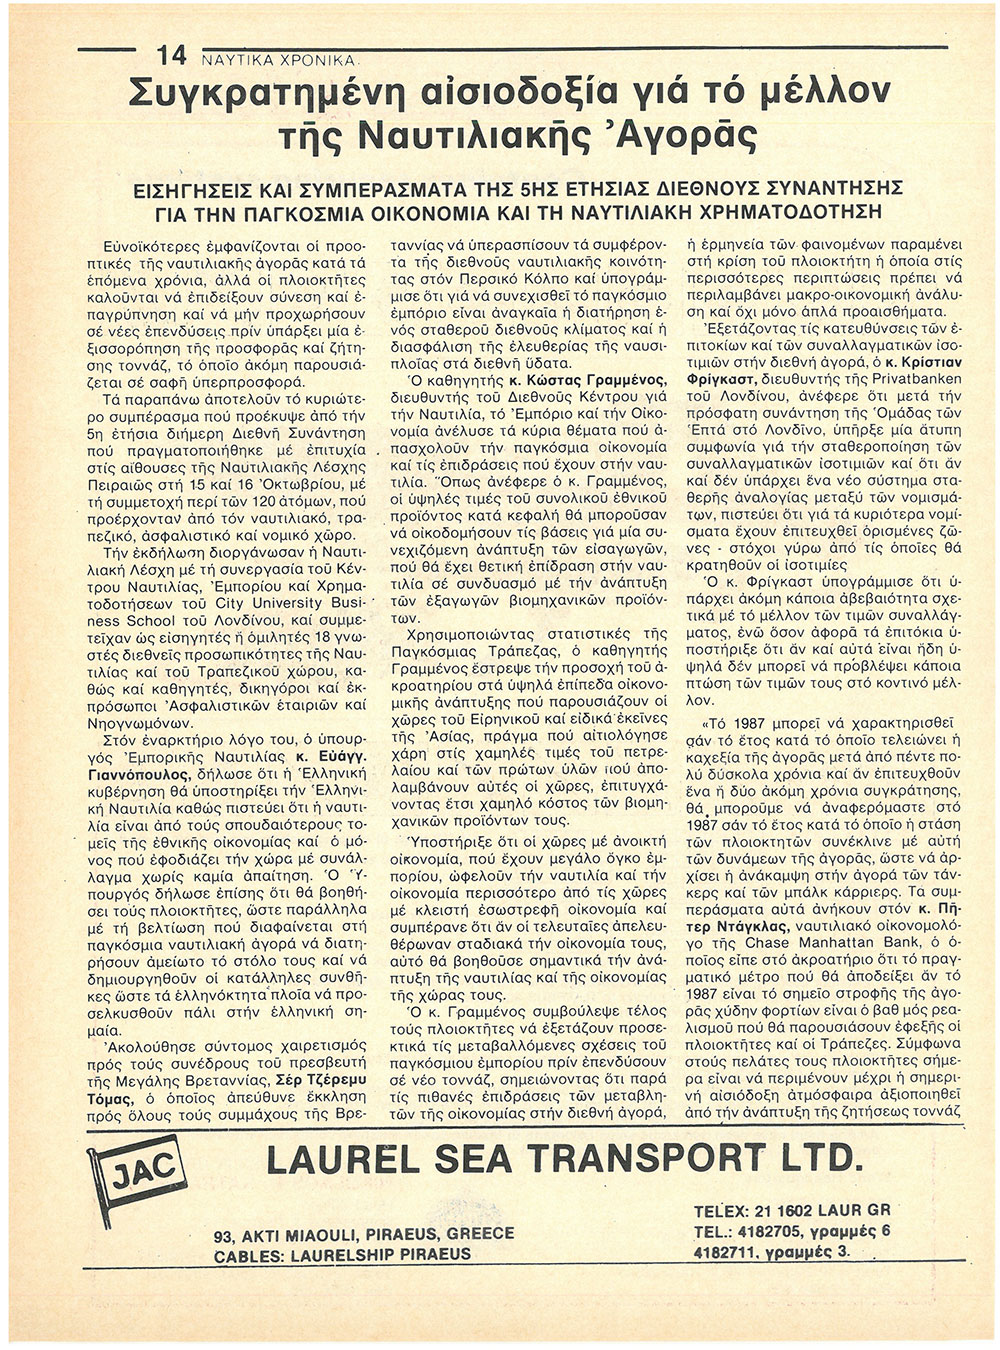 14 ΝΑΥΤΙΚΑ ΧΡΟΝΙΚΑ
Συγκρατημένη αἰσιοδοξία γιά τό μέλλον
τῆς Ναυτιλιακῆς Ἀγορᾶς
ΕΙΣΗΓΗΣΕΙΣ ΚΑΙ ΣΥΜΠΕΡΑΣΜΑΤΑ ΤΗΣ 5ΗΣ ΕΤΗΣΙΑΣ ΔΙΕΘΝΟΥΣ ΣΥΝΑΝΤΗΣΗΣ
ΓΙΑ ΤΗΝ ΠΑΓΚΟΣΜΙΑ ΟΙΚΟΝΟΜΙΑ ΚΑΙ ΤΗ ΝΑΥΤΙΛΙΑΚΗ ΧΡΗΜΑΤΟΔΟΤΗΣΗ
Εὐνοϊκότερες ἐμφανίζονται οἱ προο-
πτικές τῆς ναυτιλιακῆς ἀγορᾶς κατά τά
ἑπόμενα χρόνια, ἀλλά οἱ πλοιοκτῆτες
καλοῦνται νά ἐπιδείξουν σύνεση καί ἐ-
παγρύπνηση καί νά μήν προχωρήσουν
σέ νέες ἐπενδύσεις πρίν ὑπάρξει μία ἐ-
ξισσορόπηση τῆς προσφορᾶς καί ζήτη-
σης τοννάζ, τό ὁποῖο ἀκόμη παρουσιά-
ζεται σέ σαφῆ ὑπερπροσφορά.
Τά παραπάνω ἀποτελοῦν τό κυριώτε-
ρο συμπέρασμα πού προέκυψε ἀπό τήν
5η ἐτήσια διήμερη Διεθνῆ Συνάντηση
πού πραγματοποιήθηκε μέ ἐπιτυχία
στίς αἴθουσες τῆς Ναυτιλιακῆς Λέσχης
Πειραιῶς στή 15 καί 16 Ὀκτωβρίου, μέ
τή συμμετοχή περί τῶν 120 ἀτόμων, πού
προέρχονταν ἀπό τόν ναυτιλιακό, τρα-
πεζικό, ἀσφαλιστικό καί νομικό χῶρο.
Τήν ἐκδήλωση διοργάνωσαν ἡ Ναυτι-
λιακή Λέσχη μέ τή συνεργασία τοῦ Κέν-
τρου Ναυτιλίας, Ἐμπορίου καί Χρημα-
τοδοτήσεων τοῦ City University Busi-
ness School τοῦ Λονδίνου, καί συμμε-
τεῖχαν ὡς εἰσηγητές ἤ ὁμιλητές 18 γνω-
στές διεθνεῖς προσωπικότητες τῆς Ναυ-
τιλίας καί τοῦ Τραπεζικοῦ χώρου, κα-
θώς καί καθηγητές, δικηγόροι καί ἐκ-
πρόσωποι Ἀσφαλιστικῶν ἑταιριῶν καί
Νηογνωμόνων.
Στόν ἐναρκτήριο λόγο του, ὁ ὑπουρ-
γός Ἐμπορικῆς Ναυτιλίας κ. Εὐάγγ.
Γιαννόπουλος, δήλωσε ὅτι ἡ Ἑλληνική
κυβέρνηση θά ὑποστηρίξει τήν Ἑλληνι-
κή Ναυτιλία καθώς πιστεύει ὅτι ἡ ναυτι-
λία εἶναι ἀπό τούς σπουδαιότερους το-
μεῖς τῆς ἐθνικῆς οἰκονομίας καί ὁ μό-
νος πού ἐφοδιάζει τήν χώρα μέ συνάλ-
λαγμα χωρίς καμία ἀπαίτηση. Ὁ Ὑ-
πουργός δήλωσε ἐπίσης ὅτι θά βοηθή-
σει τούς πλοιοκτῆτες, ὥστε παράλληλα
μέ τή βελτίωση πού διαφαίνεται στή
παγκόσμια ναυτιλιακή ἀγορά νά διατη-
ρήσουν ἀμείωτο τό στόλο τους καί νά
δημιουργηθοῦν οἱ κατάλληλες συνθῆ-
κες ὥστε τά ἑλληνόκτητα πλοῖα νά προ-
σελκυσθοῦν πάλι στήν ἑλληνική ση-
μαία.
Ἀκολούθησε σύντομος χαιρετισμός
πρός τούς συνέδρους τοῦ πρεσβευτῆ
τῆς Μεγάλης Βρεταννίας, Σέρ Τζέρεμυ
Τόμας, ὁ ὁποῖος ἀπεύθυνε ἔκκληση
πρός ὅλους τούς συμμάχους τῆς Βρε-
ταννίας νά ὑπερασπίσουν τά συμφέρον-
τα τῆς διεθνοῦς ναυτιλιακῆς κοινότη-
τας στόν Περσικό Κόλπο καί ὑπογράμ-
μισε ὅτι γιά νά συνεχισθεῖ τό παγκόσμιο
ἐμπόριο εἶναι ἀναγκαῖα ἡ διατήρηση ἑ-
νός σταθεροῦ διεθνοῦς κλίματος καί ἡ
διασφάλιση τῆς ἐλευθερίας τῆς ναυσι-
πλοΐας στά διεθνῆ ὕδατα.
Ὁ καθηγητής κ. Κώστας Γραμμένος,
διευθυντής τοῦ Διεθνοῦς Κέντρου γιά
τήν Ναυτιλία, τό Ἐμπόριο καί τήν Οἰκο-
νομία ἀνέλυσε τά κύρια θέματα πού ἀ-
πασχολοῦν τήν παγκόσμια οἰκονομία
καί τίς ἐπιδράσεις πού ἔχουν στήν ναυ-
τιλία. Ὅπως ἀνέφερε ὁ κ. Γραμμένος,
οἱ ὑψηλές τιμές τοῦ συνολικοῦ ἐθνικοῦ
προϊόντος κατά κεφαλή θά μποροῦσαν
νά οἰκοδομήσουν τίς βάσεις γιά μία συ-
νεχιζόμενη ἀνάπτυξη τῶν εἰσαγωγῶν,
πού θά ἔχει θετική ἐπίδραση στήν ναυ-
τιλία σέ συνδυασμό μέ τήν ἀνάπτυξη
τῶν ἐξαγωγῶν βιομηχανικῶν προϊόν-
των.
Χρησιμοποιώντας στατιστικές τῆς
Παγκόσμιας Τράπεζας, ὁ καθηγητής
Γραμμένος ἔστρεψε τήν προσοχή τοῦ ἀ-
κροατηρίου στά ὑψηλά ἐπίπεδα οἰκονο-
μικῆς ἀνάπτυξης πού παρουσιάζουν οἱ
χῶρες τοῦ Εἰρηνικοῦ καί εἰδικά ἐκεῖνες
τῆς Ἀσίας, πράγμα πού αἰτιολόγησε
χάρη στίς χαμηλές τιμές τοῦ πετρε-
λαίου καί τῶν πρώτων ὑλῶν πού ἀπο-
λαμβάνουν αὐτές οἱ χῶρες, ἐπιτυγχά-
νοντας ἔτσι χαμηλό κόστος τῶν βιομη-
χανικῶν προϊόντων τους.
Ὑποστήριξε ὅτι οἱ χῶρες μέ ἀνοικτή
οἰκονομία, πού ἔχουν μεγάλο ὄγκο ἐμ-
πορίου, ὠφελοῦν τήν ναυτιλία καί τήν
οἰκονομία περισσότερο ἀπό τίς χῶρες
μέ κλειστή ἐσωστρεφῆ οἰκονομία καί
συμπέρανε ὅτι ἄν οἱ τελευταῖες ἀπελευ-
θέρωναν σταδιακά τήν οἰκονομία τους,
αὐτό θά βοηθοῦσε σημαντικά τήν ἀνά-
πτυξη τῆς ναυτιλίας καί τῆς οἰκονομίας
τῆς χώρας τους.
Ὁ κ. Γραμμένος συμβούλεψε τέλος
τούς πλοιοκτῆτες νά ἐξετάζουν προσε-
κτικά τίς μεταβαλλόμενες σχέσεις τοῦ
παγκόσμιου ἐμπορίου πρίν ἐπενδύσουν
σέ νέο τοννάζ, σημειώνοντας ὅτι παρά
τίς πιθανές ἐπιδράσεις τῶν μεταβλη-
τῶν τῆς οἰκονομίας στήν διεθνῆ ἀγορά,
ἡ ἑρμηνεία τῶν φαινομένων παραμένει
στή κρίση τοῦ πλοιοκτήτη ἡ ὁποία στίς
περισσότερες περιπτώσεις πρέπει νά
περιλαμβάνει μακρο-οικονομική ἀνάλυ-
ση καί ὄχι μόνο ἁπλά προαισθήματα.
Ἐξετάζοντας τίς κατευθύνσεις τῶν ἐ-
πιτοκίων καί τῶν συναλλαγματικῶν ἰσο-
τιμιῶν στήν διεθνῆ ἀγορά, ὁ κ. Κρίστιαν
Φρίγκαστ, διευθυντής τῆς Privatbanken
τοῦ Λονδίνου, ἀνέφερε ὅτι μετά τήν
πρόσφατη συνάντηση τῆς Ὁμάδας τῶν
Ἑπτά στό Λονδῖνο, ὑπῆρξε μία ἄτυπη
συμφωνία γιά τήν σταθεροποίηση τῶν
συναλλαγματικῶν ἰσοτιμιῶν καί ὅτι ἄν
καί δέν ὑπάρχει ἕνα νέο σύστημα στα-
θερῆς ἀναλογίας μεταξύ τῶν νομισμά-
των, πιστεύει ὅτι γιά τά κυριότερα νομί-
σματα ἔχουν ἐπιτευχθεῖ ὁρισμένες ζῶ-
νες - στόχοι γύρω ἀπό τίς ὁποῖες θά
κρατηθοῦν οἱ ἰσοτιμίες
Ὁ κ. Φρίγκαστ ὑπογράμμισε ὅτι ὑ-
πάρχει ἀκόμη κάποια ἀβεβαιότητα σχε-
τικά μέ τό μέλλον τῶν τιμῶν συναλλάγ-
ματος, ἐνῶ ὅσον ἀφορᾶ τά ἐπιτόκια ὑ-
ποστήριξε ὅτι ἄν καί αὐτά εἶναι ἤδη ὑ-
ψηλά δέν μπορεῖ νά προβλέψει κάποια
πτώση τῶν τιμῶν τους στό κοντινό μέλ-
λον.
«Τό 1987 μπορεῖ νά χαρακτηρισθεῖ
σάν τό ἔτος κατά τό ὁποῖο τελειώνει ἡ
καχεξία τῆς ἀγορᾶς μετά ἀπό πέντε πο-
λύ δύσκολα χρόνια καί ἄν ἐπιτευχθοῦν
ἕνα ἤ δύο ἀκόμη χρόνια συγκράτησης,
θά μποροῦμε νά ἀναφερόμαστε στό
1987 σάν τό ἔτος κατά τό ὁποῖο ἡ στάση
τῶν πλοιοκτητῶν συνέκλινε μέ αὐτή
τῶν δυνάμεων τῆς ἀγορᾶς, ὥστε νά ἀρ-
χίσει ἡ ἀνάκαμψη στήν ἀγορά τῶν τάν-
κερς καί τῶν μπάλκ κάρριερς. Τα συμ-
περάσματα αὐτά ἀνήκουν στόν κ. Πῆ-
τερ Ντάγκλας, ναυτιλιακό οἰκονομολό-
γο τῆς Chase Manhattan Bank, ὁ ὁ-
ποῖος εἶπε στό ἀκροατήριο ὅτι τό πραγ-
ματικό μέτρο πού θά ἀποδείξει ἄν τό
1987 εἶναι τό σημεῖο στροφῆς τῆς ἀγο-
ρᾶς χύδην φορτίων εἶναι ὁ βαθ μός ρεα-
λισμοῦ πού θά παρουσιάσουν ἐφεξῆς οἱ
πλοιοκτῆτες καί οἱ Τράπεζες. Σύμφωνα
στούς πελάτες τους πλοιοκτῆτες σήμε-
ρα εἶναι νά περιμένουν μέχρι ἡ σημερι-
νή αἰσιόδοξη ἀτμόσφαιρα ἀξιοποιηθεῖ
ἀπό τήν ἀνάπτυξη τῆς ζητήσεως τοννάζ
JAC
LAUREL SEA TRANSPORT LTD.
93, AKTI MIAOULI, PIRAEUS, GREECE
CABLES: LAURELSHIP PIRAEUS
TELEX: 21 1602 LAUR GR
TEL.: 4182705, γραμμές 6
4182711, γραμμές 3.